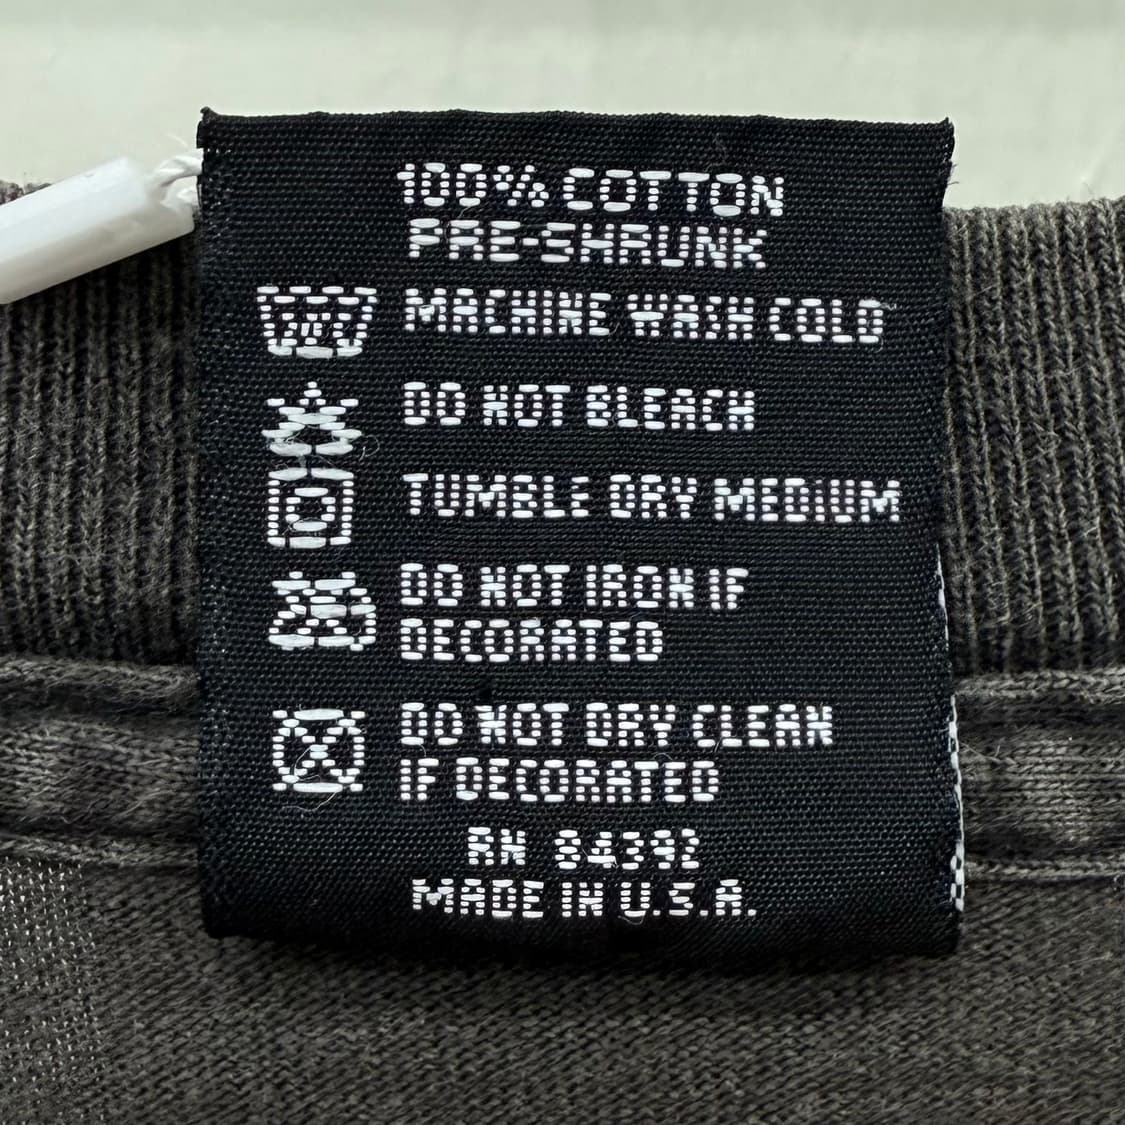 100% COTTON
PRE-SHRUNK
MACHINE WASH COLD
DO NOT BLEACH
TUMBLE DRY MEDIUM
DO NOT IRON IF
DECORATED
DO NOT DRY CLEAN
IF DECORATED
RN 84392
MADE IN U.S.A.